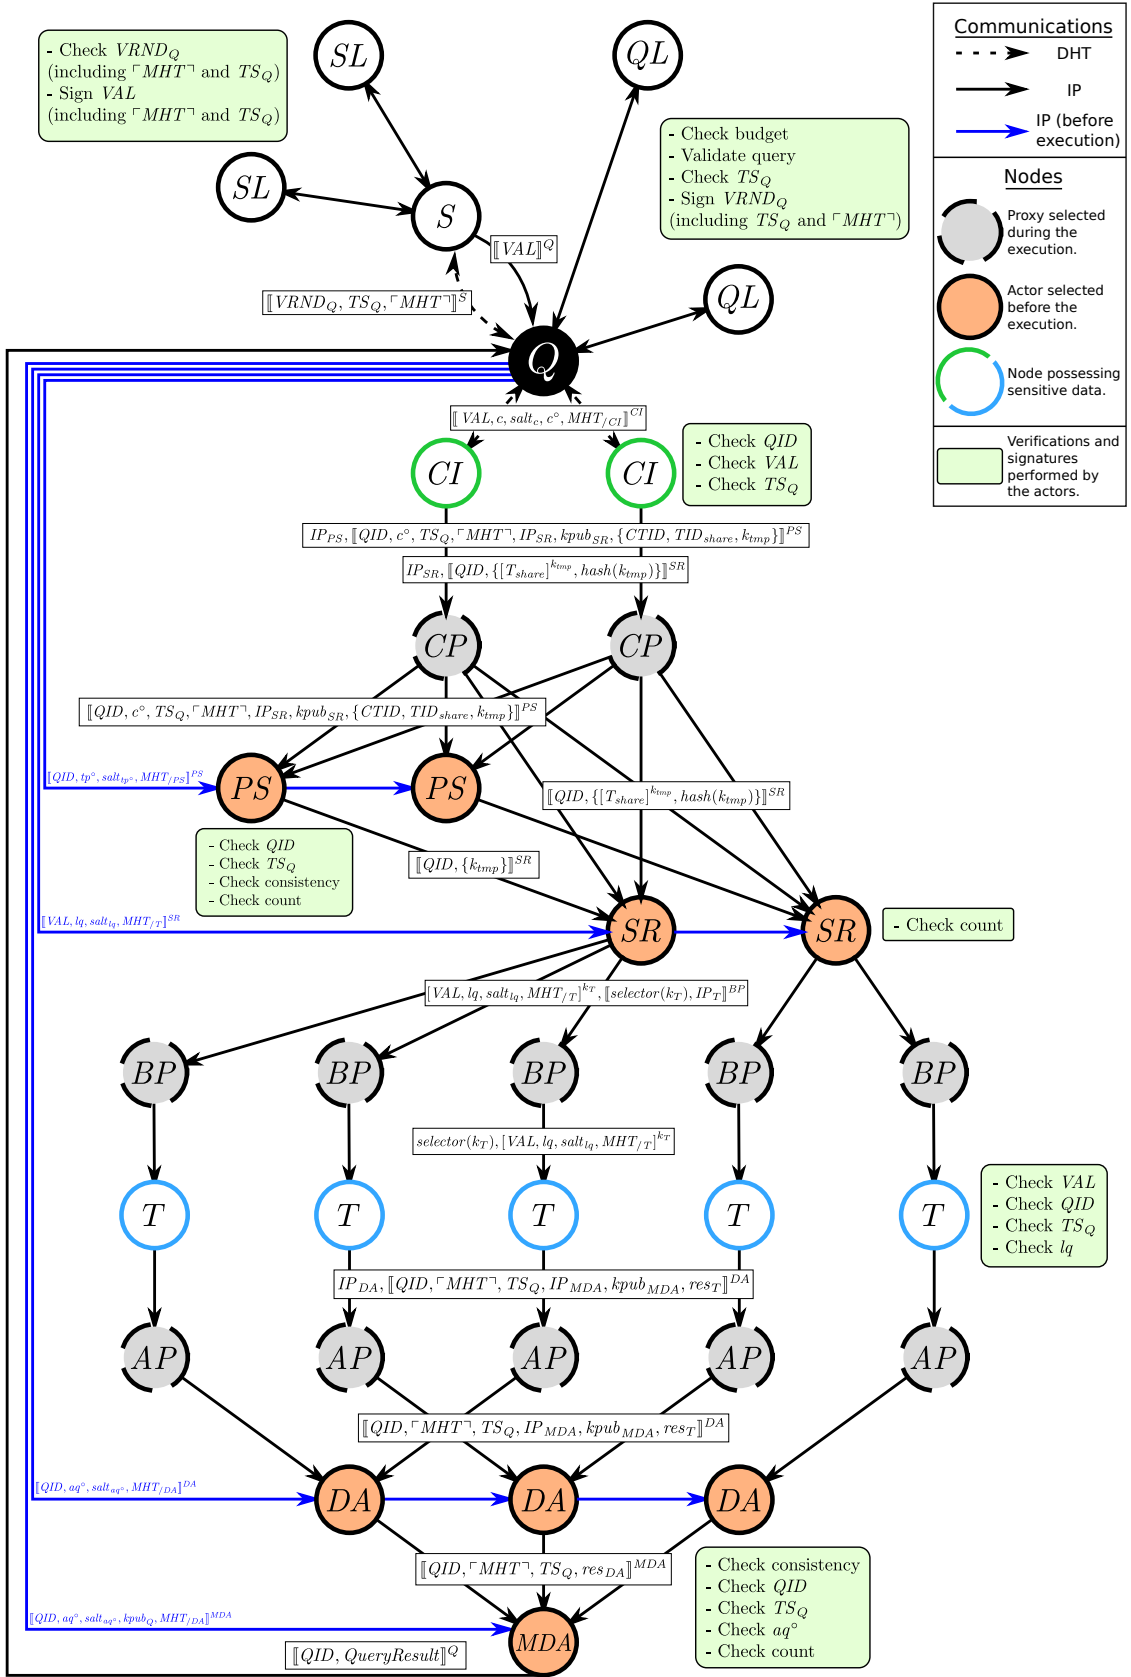 Communications
DHT
IP
IP (before
execution)
Nodes
Proxy selected
during the
execution.
Actor selected
before the
execution.
Node possessing
sensitive data.
Verifications and
signatures
performed by
the actors.
- Check VRND_Q
(including ⌜MHT⌝ and TS_Q)
- Sign VAL
(including ⌜MHT⌝ and TS_Q)
SL
QL
- Check budget
- Validate query
- Check TS_Q
- Sign VRND_Q
(including TS_Q and ⌜MHT⌝)
SL
S
⟦VAL⟧^Q
⟦VRND_Q, TS_Q, ⌜MHT⌝⟧^S
QL
Q
⟦VAL, c, salt_c, c°, MHT_/CI⟧^CI
CI
CI
- Check QID
- Check VAL
- Check TS_Q
IP_PS, ⟦QID, c°, TS_Q, ⌜MHT⌝, IP_SR, kpub_SR, {CTID, TID_share, k_tmp}⟧^PS
IP_SR, ⟦QID, {[T_share]^k_tmp, hash(k_tmp)}⟧^SR
CP
CP
⟦QID, c°, TS_Q, ⌜MHT⌝, IP_SR, kpub_SR, {CTID, TID_share, k_tmp}⟧^PS
⟦QID, tp°, salt_tp°, MHT_/PS⟧^PS
PS
PS
⟦QID, {[T_share]^k_tmp, hash(k_tmp)}⟧^SR
- Check QID
- Check TS_Q
- Check consistency
- Check count
⟦QID, {k_tmp}⟧^SR
⟦VAL, lq, salt_lq, MHT_/T⟧^SR
SR
SR
- Check count
[VAL, lq, salt_lq, MHT_/T]^k_T, ⟦selector(k_T), IP_T⟧^BP
BP
BP
BP
BP
BP
selector(k_T), [VAL, lq, salt_lq, MHT_/T]^k_T
T
T
T
T
T
- Check VAL
- Check QID
- Check TS_Q
- Check lq
IP_DA, ⟦QID, ⌜MHT⌝, TS_Q, IP_MDA, kpub_MDA, res_T⟧^DA
AP
AP
AP
AP
AP
⟦QID, ⌜MHT⌝, TS_Q, IP_MDA, kpub_MDA, res_T⟧^DA
⟦QID, aq°, salt_aq°, MHT_/DA⟧^DA
DA
DA
DA
⟦QID, ⌜MHT⌝, TS_Q, res_DA⟧^MDA
- Check consistency
- Check QID
- Check TS_Q
- Check aq°
- Check count
⟦QID, aq°, salt_aq°, kpub_Q, MHT_/DA⟧^MDA
MDA
⟦QID, QueryResult⟧^Q